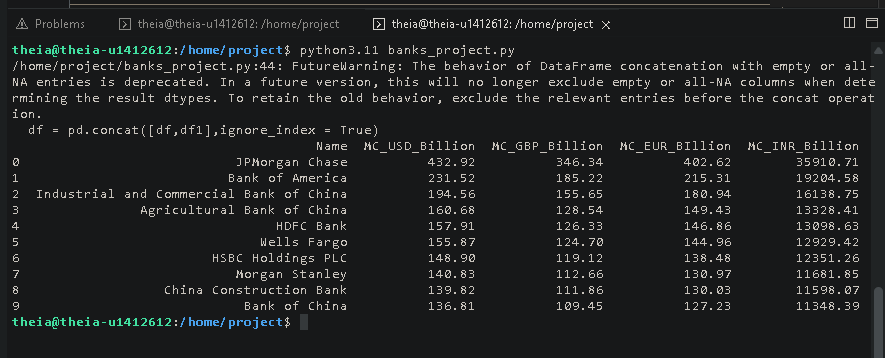 Problems theia@theia-u1412612: /home/project theia@theia-u1412612: /home/project ×
theia@theia-u1412612:/home/project$ python3.11 banks_project.py
/home/project/banks_project.py:44: FutureWarning: The behavior of DataFrame concatenation with empty or all-
NA entries is deprecated. In a future version, this will no longer exclude empty or all-NA columns when dete
rmining the result dtypes. To retain the old behavior, exclude the relevant entries before the concat operat
ion.
df = pd.concat([df,df1],ignore_index = True)
Name MC_USD_Billion MC_GBP_Billion MC_EUR_BIllion MC_INR_Billion
0 JPMorgan Chase 432.92 346.34 402.62 35910.71
1 Bank of America 231.52 185.22 215.31 19204.58
2 Industrial and Commercial Bank of China 194.56 155.65 180.94 16138.75
3 Agricultural Bank of China 160.68 128.54 149.43 13328.41
4 HDFC Bank 157.91 126.33 146.86 13098.63
5 Wells Fargo 155.87 124.70 144.96 12929.42
6 HSBC Holdings PLC 148.90 119.12 138.48 12351.26
7 Morgan Stanley 140.83 112.66 130.97 11681.85
8 China Construction Bank 139.82 111.86 130.03 11598.07
9 Bank of China 136.81 109.45 127.23 11348.39
theia@theia-u1412612:/home/project$